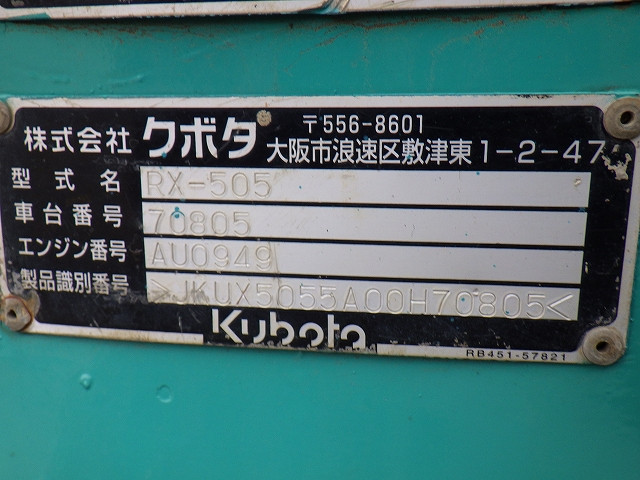 株式会社 クボタ 〒556-8601
大阪市浪速区敷津東1-2-47
型式名 RX-505
車台番号 70805
エンジン番号 AU0949
製品識別番号 >JKUX5055A00H70805<
Kubota
RB451-57821